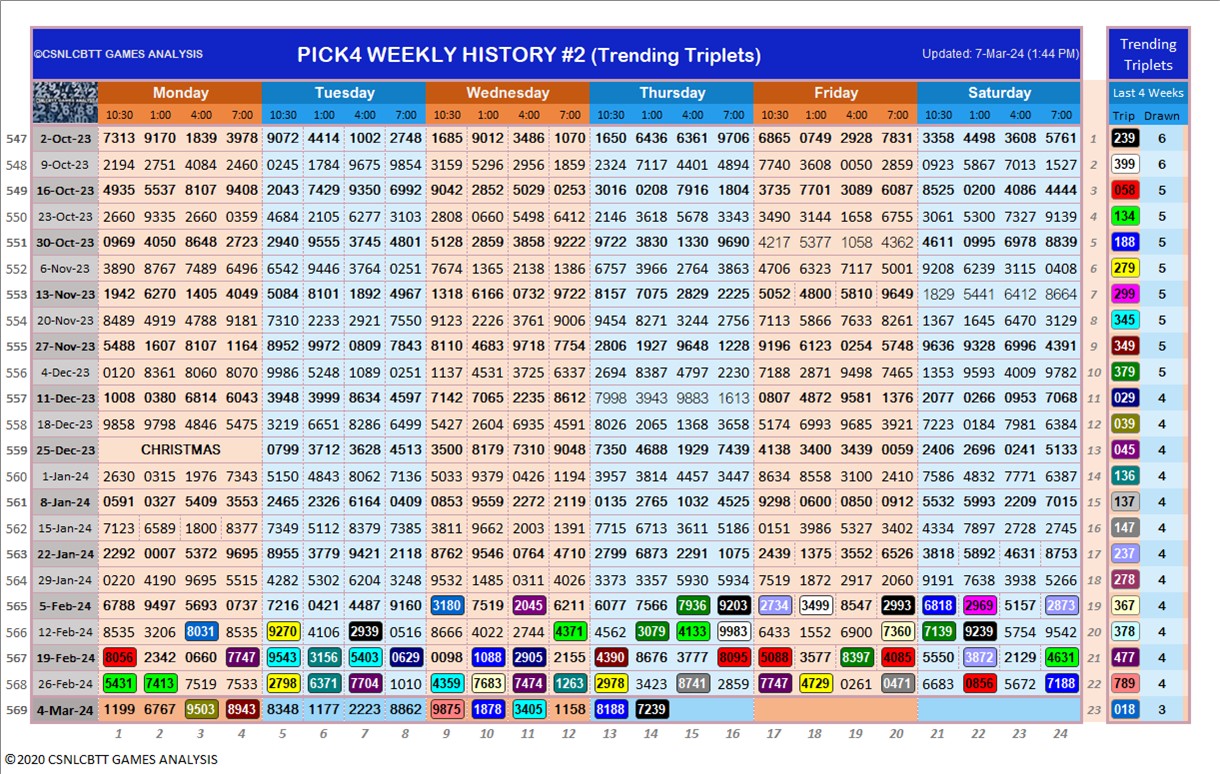 ©CSNLCBTT GAMES ANALYSIS PICK4 WEEKLY HISTORY #2 (Trending Triplets) Updated: 7-Mar-24 (1:44 PM) Trending Triplets
Monday Tuesday Wednesday Thursday Friday Saturday Last 4 Weeks
10:30 1:00 4:00 7:00 10:30 1:00 4:00 7:00 10:30 1:00 4:00 7:00 10:30 1:00 4:00 7:00 10:30 1:00 4:00 7:00 10:30 1:00 4:00 7:00 Trip Drawn
547 2-Oct-23 7313 9170 1839 3978 9072 4414 1002 2748 1685 9012 3486 1070 1650 6436 6361 9706 6865 0749 2928 7831 3358 4498 3608 5761 1 239 6
548 9-Oct-23 2194 2751 4084 2460 0245 1784 9675 9854 3159 5296 2956 1859 2324 7117 4401 4894 7740 3608 0050 2859 0923 5867 7013 1527 2 399 6
549 16-Oct-23 4935 5537 8107 9408 2043 7429 9350 6992 9042 2852 5029 0253 3016 0208 7916 1804 3735 7701 3089 6087 8525 0200 4086 4444 3 058 5
550 23-Oct-23 2660 9335 2660 0359 4684 2105 6277 3103 2808 0660 5498 6412 2146 3618 5678 3343 3490 3144 1658 6755 3061 5300 7327 9139 4 134 5
551 30-Oct-23 0969 4050 8648 2723 2940 9555 3745 4801 5128 2859 3858 9222 9722 3830 1330 9690 4217 5377 1058 4362 4611 0995 6978 8839 5 188 5
552 6-Nov-23 3890 8767 7489 6496 6542 9446 3764 0251 7674 1365 2138 1386 6757 3966 2764 3863 4706 6323 7117 5001 9208 6239 3115 0408 6 279 5
553 13-Nov-23 1942 6270 1405 4049 5084 8101 1892 4967 1318 6166 0732 9722 8157 7075 2829 2225 5052 4800 5810 9649 1829 5441 6412 8664 7 299 5
554 20-Nov-23 8489 4919 4788 9181 7310 2233 2921 7550 9123 2226 3761 9006 9454 8271 3244 2756 7113 5866 7633 8261 1367 1645 6470 3129 8 345 5
555 27-Nov-23 5488 1607 8107 1164 8952 9972 0809 7843 8110 4683 9718 7754 2806 1927 9648 1228 9196 6123 0254 5748 9636 9328 6996 4391 9 349 5
556 4-Dec-23 0120 8361 8060 8070 9986 5248 1089 0251 1137 4531 3725 6337 2694 8387 4797 2230 7188 2871 9498 7465 1353 9593 4009 9782 10 379 5
557 11-Dec-23 1008 0380 6814 6043 3948 3999 8634 4597 7142 7065 2235 8612 7998 3943 9883 1613 0807 4872 9581 1376 2077 0266 0953 7068 11 029 4
558 18-Dec-23 9858 9798 4846 5475 3219 6651 8286 6499 5427 2604 6935 4591 8026 2065 1368 3658 5174 6993 9685 3921 7223 0184 7981 6384 12 039 4
559 25-Dec-23 CHRISTMAS 0799 3712 3628 4513 3500 8179 7310 9048 7350 4688 1929 7439 4138 3400 3439 0059 2406 2696 0241 5133 13 045 4
560 1-Jan-24 2630 0315 1976 7343 5150 4843 8062 7135 5033 9379 0426 1194 3957 3814 4457 3447 8634 8558 3100 2410 7586 4832 7771 6387 14 136 4
561 8-Jan-24 0591 0327 5409 3553 2465 2326 6164 0409 0853 9559 2272 2119 0135 2765 1032 4525 9298 0600 0850 0912 5532 5993 2209 7015 15 137 4
562 15-Jan-24 7123 6589 1800 8377 7349 5112 8379 7385 3811 9662 2003 1391 7715 6713 3611 5186 0151 3986 5327 3402 4334 7897 2728 2745 16 147 4
563 22-Jan-24 2292 0007 5372 9695 8955 3779 9421 2118 8762 9546 0764 4710 2799 6873 2291 1075 2439 1375 3552 6526 3818 5892 4631 8753 17 237 4
564 29-Jan-24 0220 4190 9695 5515 4282 5302 6204 3248 9532 1485 0311 4026 3373 3357 5930 5934 7519 1872 2917 2060 9191 7638 3938 5266 18 278 4
565 5-Feb-24 6788 9497 5693 0737 7216 0421 4487 9160 3180 7519 2045 6211 6077 7566 7936 9203 2734 3499 8547 2993 6818 2969 5157 2873 19 367 4
566 12-Feb-24 8535 3206 8031 8535 9270 4106 2939 0516 8666 4022 2744 4371 4562 3079 4133 9983 6433 1552 6900 7360 7139 9239 5754 9542 20 378 4
567 19-Feb-24 8056 2342 0660 7747 9543 3156 5403 0629 0098 1088 2905 2155 4390 8676 3777 8095 5088 3577 8397 4085 5550 3872 2129 4631 21 477 4
568 26-Feb-24 5431 7413 7519 7533 2798 6371 7704 1010 4359 7683 7474 1263 2978 3423 8741 2859 7747 4729 0261 0471 6683 0856 5672 7188 22 789 4
569 4-Mar-24 1199 6767 9503 8943 8348 1177 2223 8862 9875 1878 3405 1158 8188 7239 23 018 3
1 2 3 4 5 6 7 8 9 10 11 12 13 14 15 16 17 18 19 20 21 22 23 24
©2020 CSNLCBTT GAMES ANALYSIS